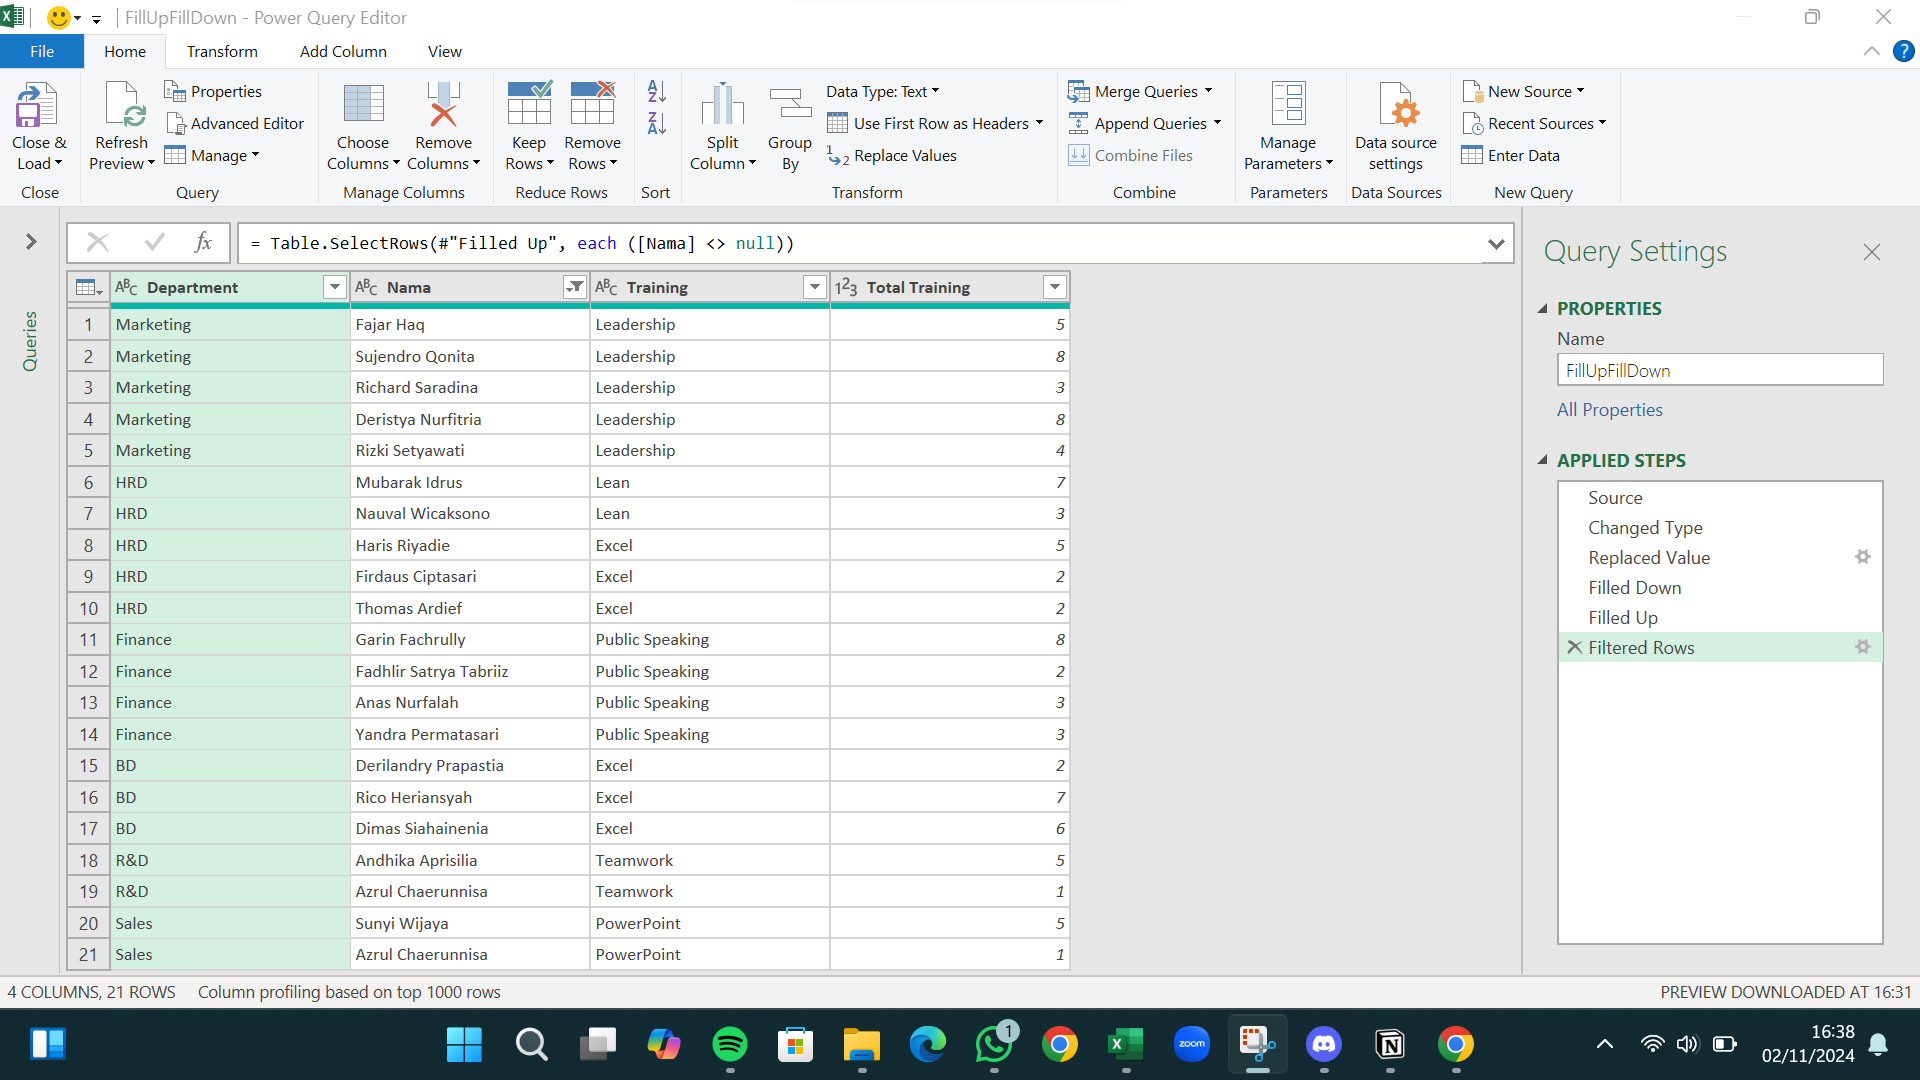 FillUpFillDown - Power Query Editor
File Home Transform Add Column View
Close & Load
Close
Refresh Preview
Properties
Advanced Editor
Manage
Query
Choose Columns
Remove Columns
Manage Columns
Keep Rows
Remove Rows
Reduce Rows
Sort
Split Column
Group By
Data Type: Text
Use First Row as Headers
Replace Values
Transform
Merge Queries
Append Queries
Combine Files
Combine
Manage Parameters
Parameters
Data source settings
Data Sources
New Source
Recent Sources
Enter Data
New Query
fx = Table.SelectRows(#"Filled Up", each ([Nama] <> null))
Queries
ABC Department ABC Nama ABC Training 123 Total Training
1 Marketing Fajar Haq Leadership 5
2 Marketing Sujendro Qonita Leadership 8
3 Marketing Richard Saradina Leadership 3
4 Marketing Deristya Nurfitria Leadership 8
5 Marketing Rizki Setyawati Leadership 4
6 HRD Mubarak Idrus Lean 7
7 HRD Nauval Wicaksono Lean 3
8 HRD Haris Riyadie Excel 5
9 HRD Firdaus Ciptasari Excel 2
10 HRD Thomas Ardief Excel 2
11 Finance Garin Fachrully Public Speaking 8
12 Finance Fadhlir Satrya Tabriiz Public Speaking 2
13 Finance Anas Nurfalah Public Speaking 3
14 Finance Yandra Permatasari Public Speaking 3
15 BD Derilandry Prapastia Excel 2
16 BD Rico Heriansyah Excel 7
17 BD Dimas Siahainenia Excel 6
18 R&D Andhika Aprisilia Teamwork 5
19 R&D Azrul Chaerunnisa Teamwork 1
20 Sales Sunyi Wijaya PowerPoint 5
21 Sales Azrul Chaerunnisa PowerPoint 1
Query Settings
PROPERTIES
Name
FillUpFillDown
All Properties
APPLIED STEPS
Source
Changed Type
Replaced Value
Filled Down
Filled Up
Filtered Rows
4 COLUMNS, 21 ROWS Column profiling based on top 1000 rows PREVIEW DOWNLOADED AT 16:31
1
zoom
16:38
02/11/2024